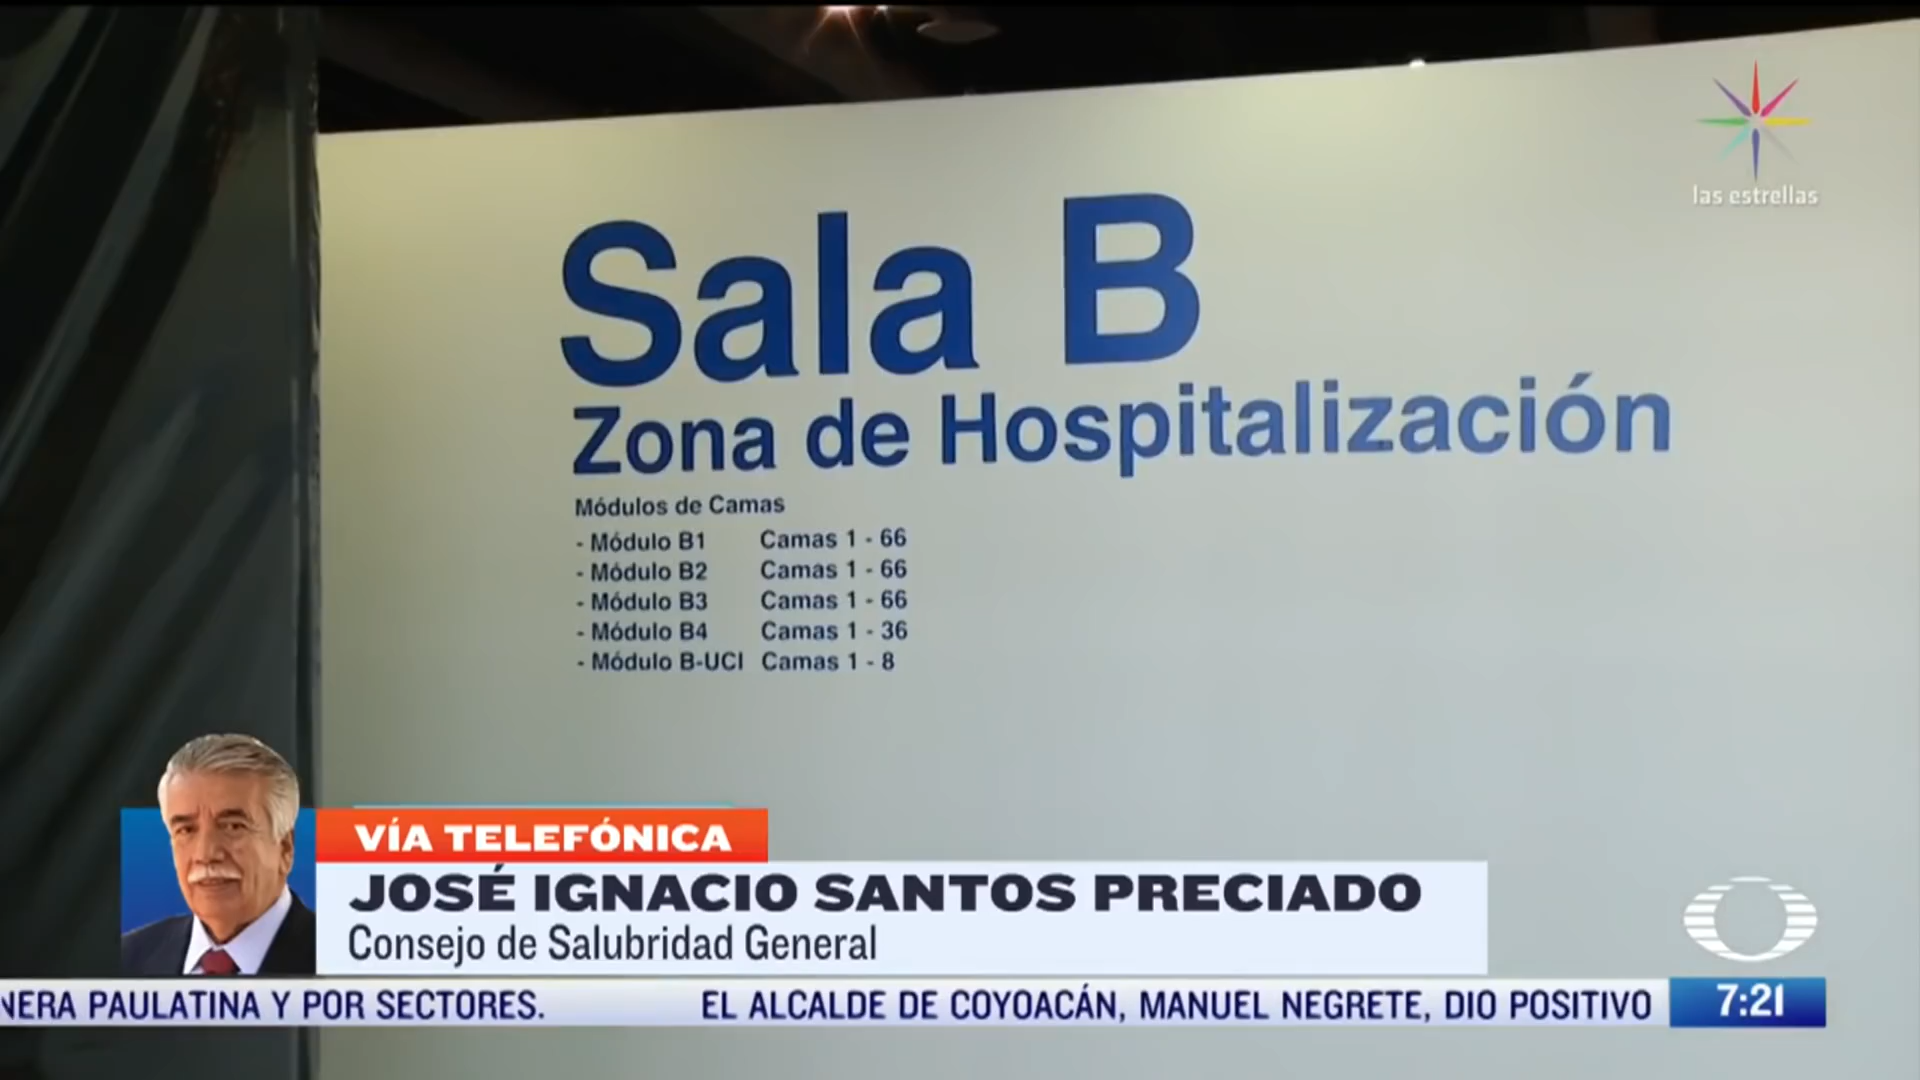 las estrellas
Sala B
Zona de Hospitalización
Módulos de Camas
- Módulo B1 Camas 1 - 66
- Módulo B2 Camas 1 - 66
- Módulo B3 Camas 1 - 66
- Módulo B4 Camas 1 - 36
- Módulo B-UCI Camas 1 - 8
VÍA TELEFÓNICA
JOSÉ IGNACIO SANTOS PRECIADO
Consejo de Salubridad General
NERA PAULATINA Y POR SECTORES. EL ALCALDE DE COYOACÁN, MANUEL NEGRETE, DIO POSITIVO 7:21